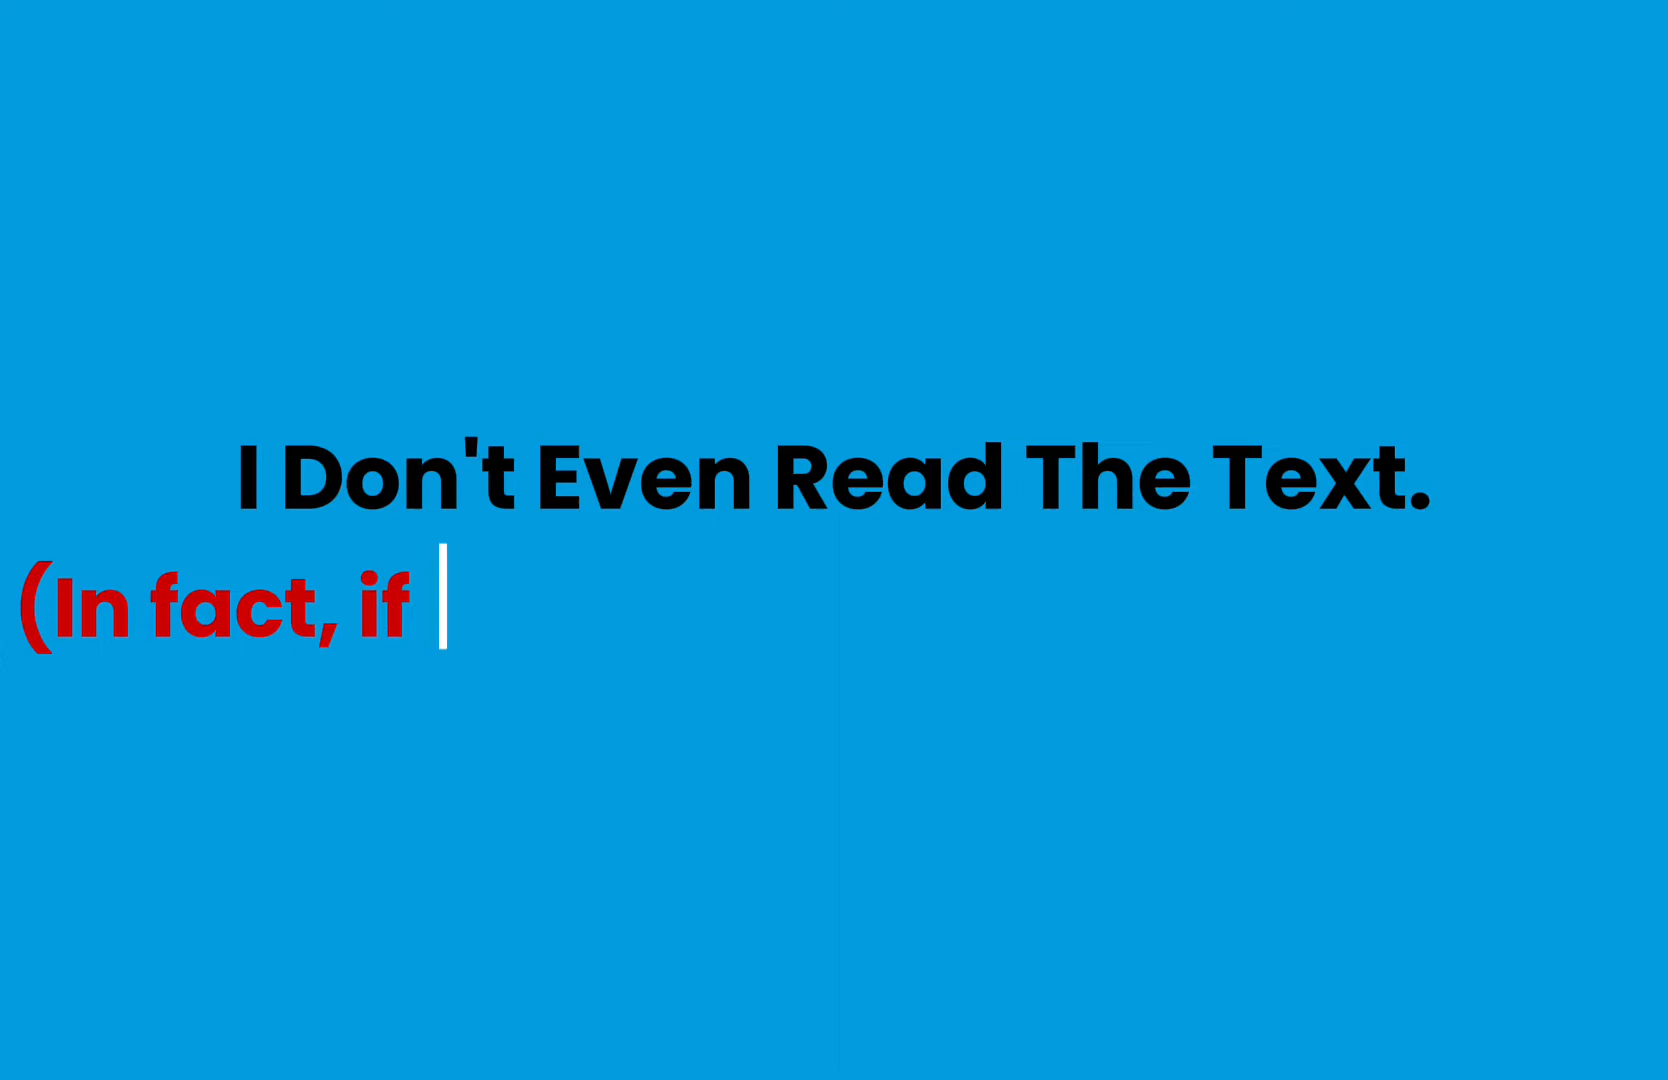 I Don't Even Read The Text.
(In fact, if